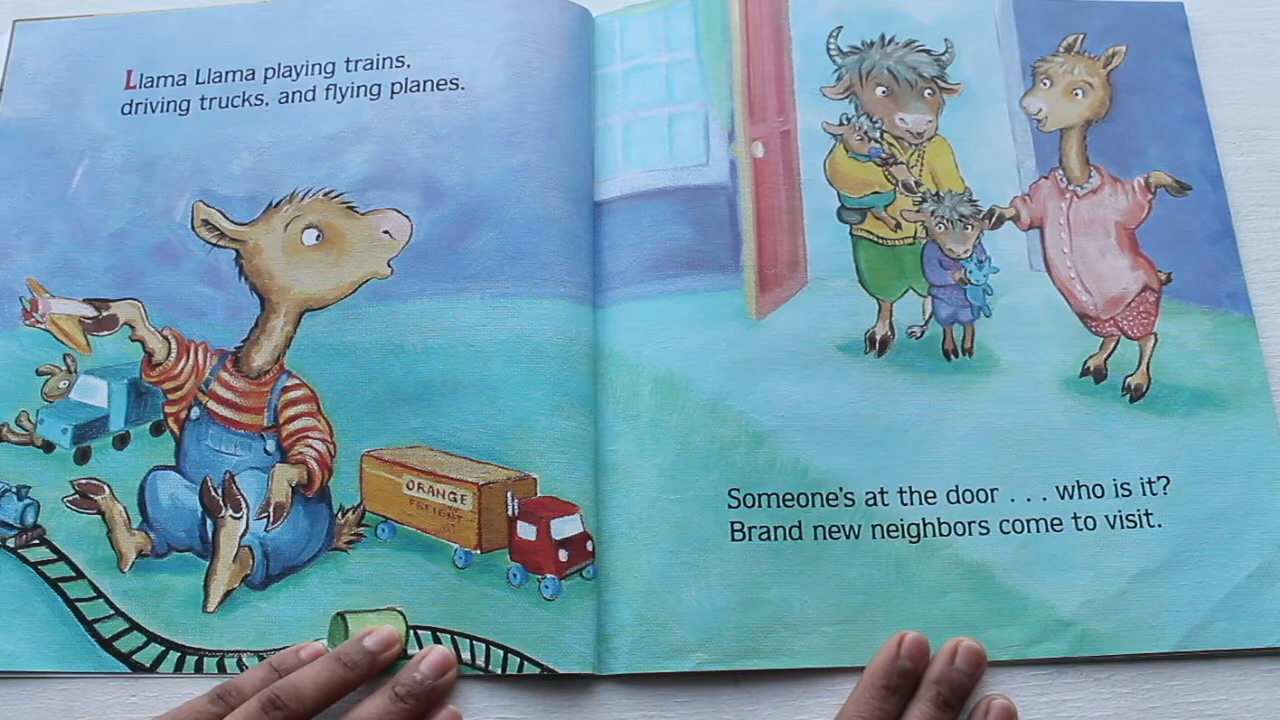 Llama Llama playing trains,
driving trucks, and flying planes.
ORANGE
FREIGHT
Someone's at the door . . . who is it?
Brand new neighbors come to visit.